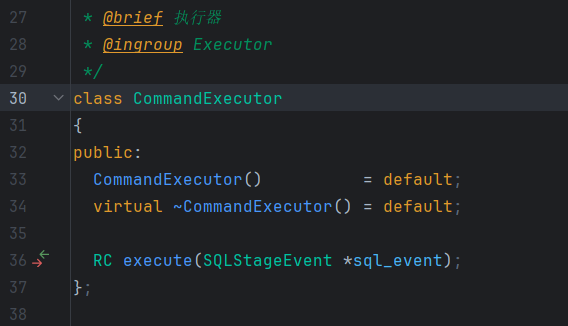 27 * @brief 执行器
28 * @ingroup Executor
29 */
30 class CommandExecutor
31 {
32 public:
33 CommandExecutor()          = default;
34 virtual ~CommandExecutor() = default;
35
36 RC execute(SQLStageEvent *sql_event);
37 };
38